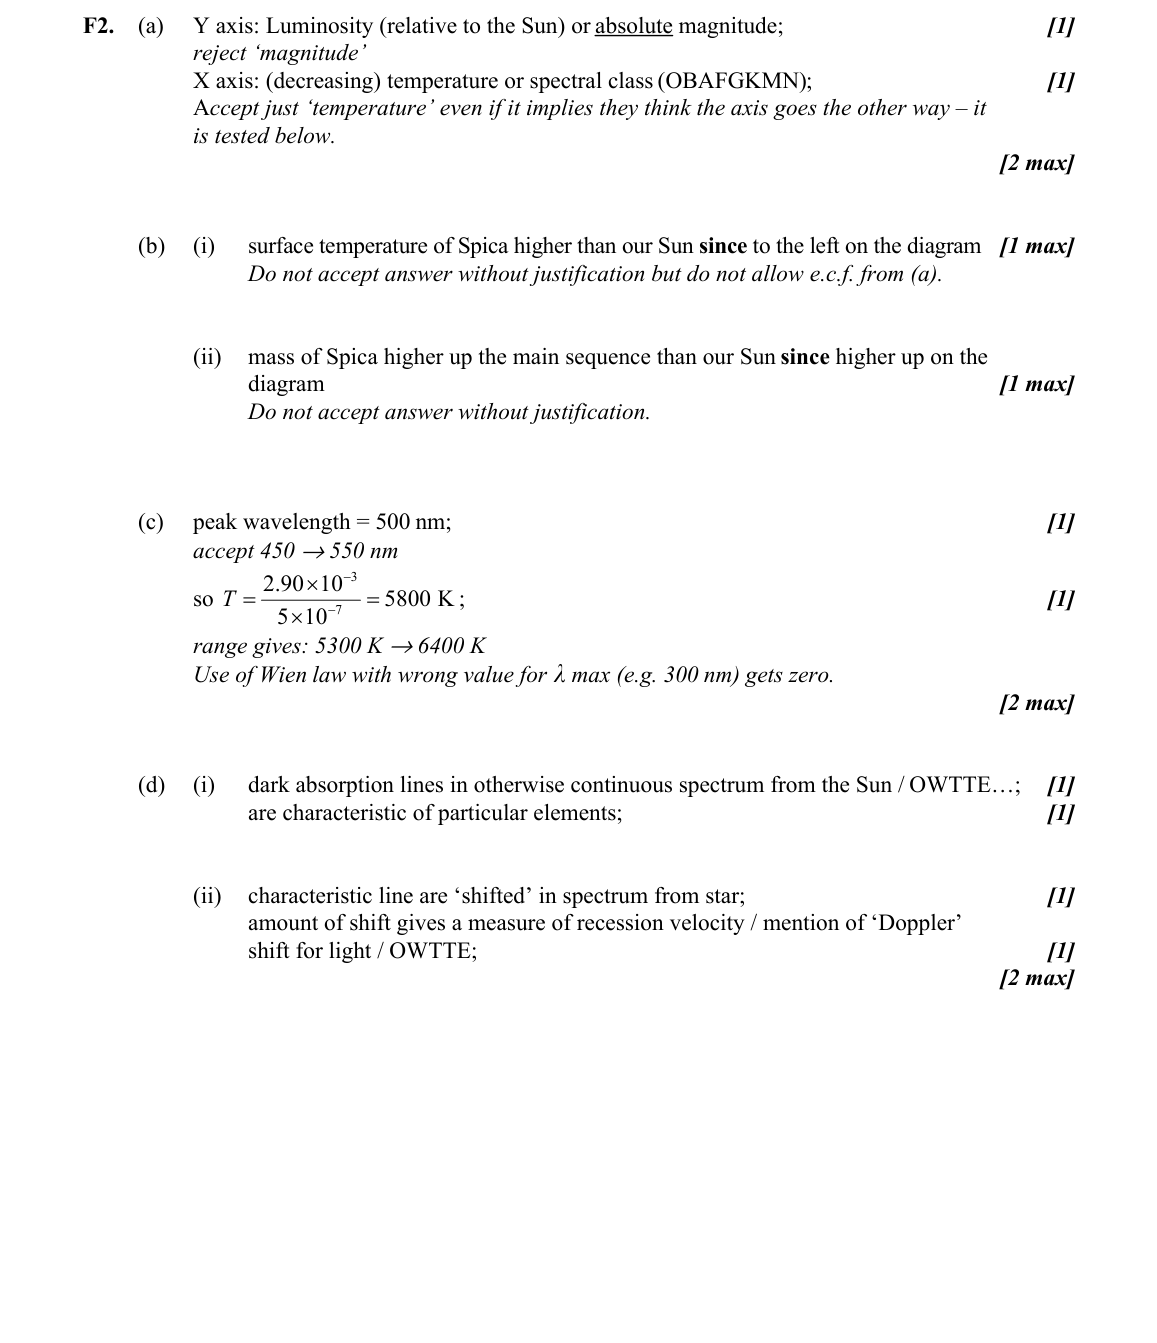 F2. (a) Y axis: Luminosity (relative to the Sun) or absolute magnitude; [1]
reject ‘magnitude’
X axis: (decreasing) temperature or spectral class (OBAFGKMN); [1]
Accept just ‘temperature’ even if it implies they think the axis goes the other way – it
is tested below.
[2 max]
(b) (i) surface temperature of Spica higher than our Sun since to the left on the diagram [1 max]
Do not accept answer without justification but do not allow e.c.f. from (a).
(ii) mass of Spica higher up the main sequence than our Sun since higher up on the
diagram [1 max]
Do not accept answer without justification.
(c) peak wavelength = 500 nm; [1]
accept 450 → 550 nm
so T = 2.90×10⁻³ / 5×10⁻⁷ = 5800 K ; [1]
range gives: 5300 K → 6400 K
Use of Wien law with wrong value for λ max (e.g. 300 nm) gets zero.
[2 max]
(d) (i) dark absorption lines in otherwise continuous spectrum from the Sun / OWTTE…; [1]
are characteristic of particular elements; [1]
(ii) characteristic line are ‘shifted’ in spectrum from star; [1]
amount of shift gives a measure of recession velocity / mention of ‘Doppler’
shift for light / OWTTE; [1]
[2 max]